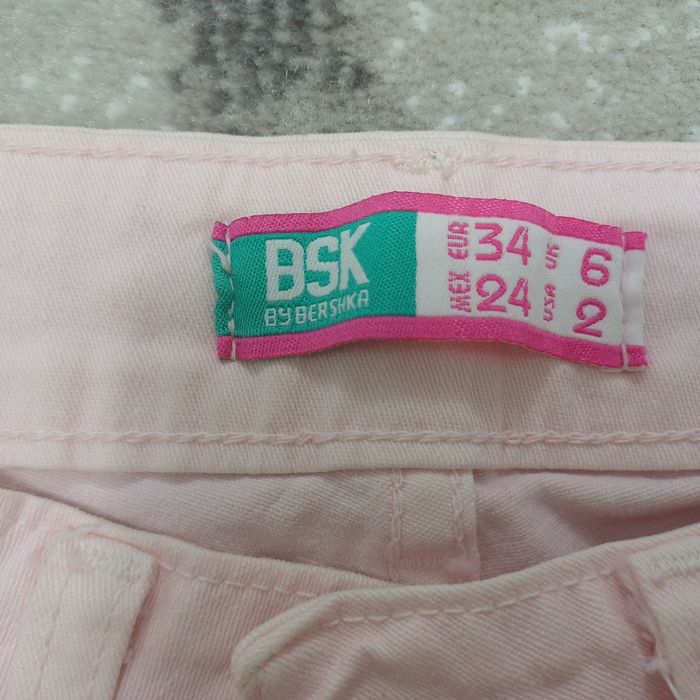 BSK
BY BERSHKA
EUR 34 UK 6
MEX 24 USA 2